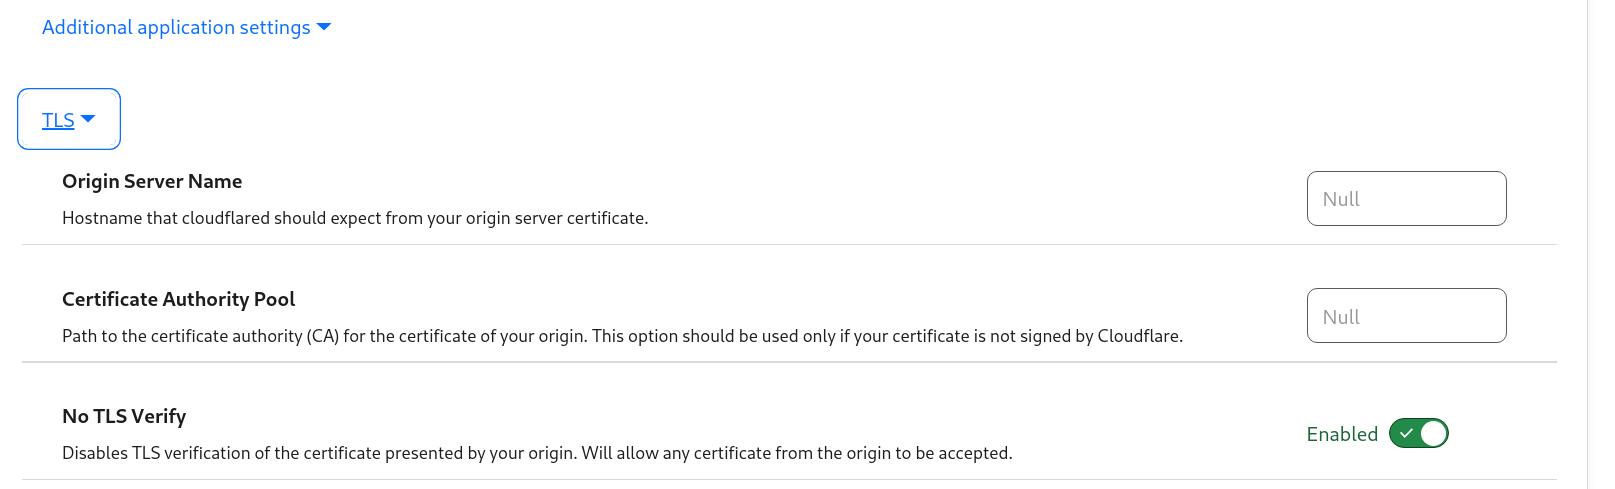 Additional application settings
TLS
Origin Server Name
Null
Hostname that cloudflared should expect from your origin server certificate.
Certificate Authority Pool
Null
Path to the certificate authority (CA) for the certificate of your origin. This option should be used only if your certificate is not signed by Cloudflare.
No TLS Verify
Enabled
Disables TLS verification of the certificate presented by your origin. Will allow any certificate from the origin to be accepted.